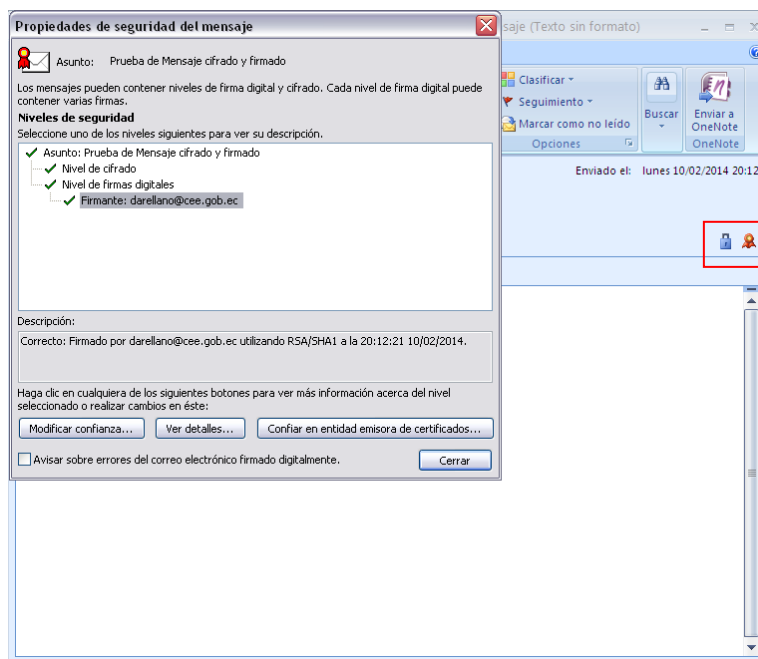 Propiedades de seguridad del mensaje
saje (Texto sin formato)
Asunto: Prueba de Mensaje cifrado y firmado
Los mensajes pueden contener niveles de firma digital y cifrado. Cada nivel de firma digital puede
contener varias firmas.
Niveles de seguridad
Seleccione uno de los niveles siguientes para ver su descripción.
Asunto: Prueba de Mensaje cifrado y firmado
Nivel de cifrado
Nivel de firmas digitales
Firmante: darellano@cee.gob.ec
Descripción:
Correcto: Firmado por darellano@cee.gob.ec utilizando RSA/SHA1 a la 20:12:21 10/02/2014.
Haga clic en cualquiera de los siguientes botones para ver más información acerca del nivel
seleccionado o realizar cambios en éste:
Modificar confianza... Ver detalles... Confiar en entidad emisora de certificados...
Avisar sobre errores del correo electrónico firmado digitalmente. Cerrar
Clasificar
Seguimiento
Marcar como no leído
Opciones
Buscar
Enviar a
OneNote
OneNote
Enviado el: lunes 10/02/2014 20:12